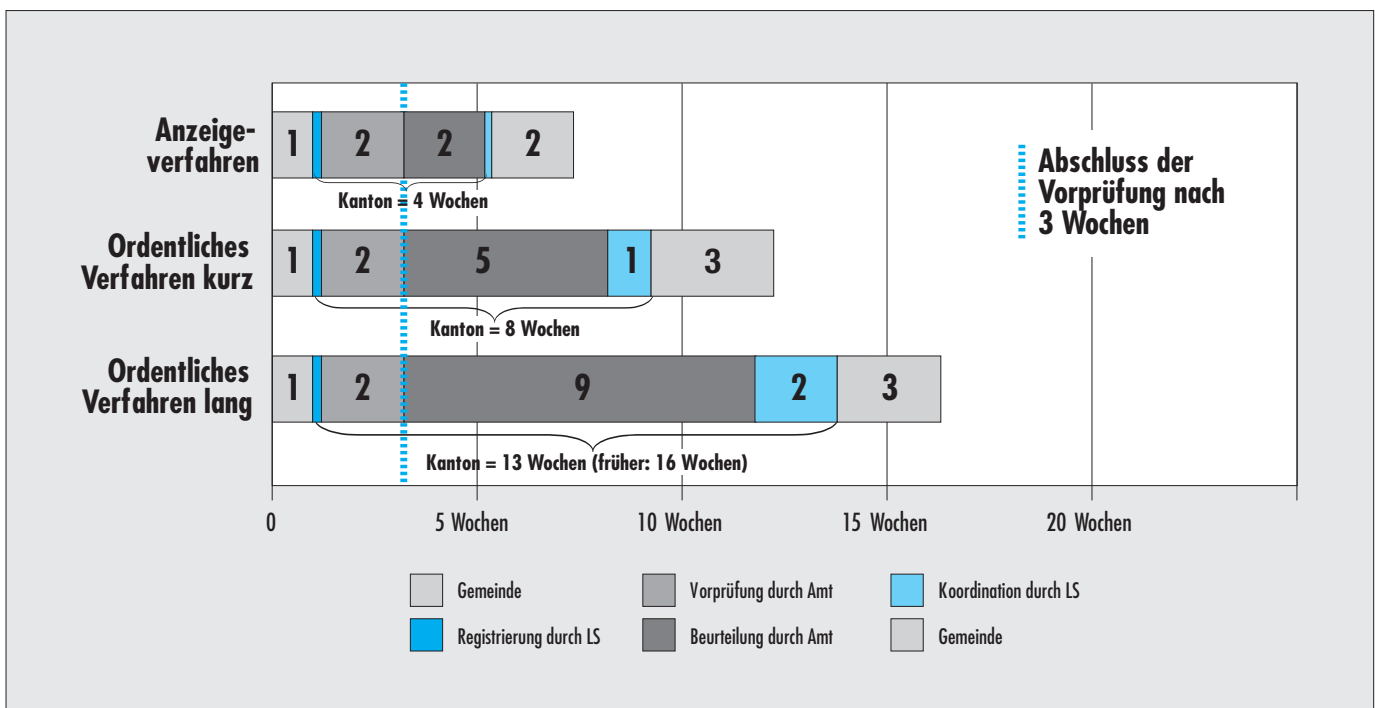 Anzeige-
verfahren
1 2 2 2
Kanton = 4 Wochen
Abschluss der
Vorprüfung nach
3 Wochen
Ordentliches
Verfahren kurz
1 2 5 1 3
Kanton = 8 Wochen
Ordentliches
Verfahren lang
1 2 9 2 3
Kanton = 13 Wochen (früher: 16 Wochen)
0 5 Wochen 10 Wochen 15 Wochen 20 Wochen
Gemeinde Vorprüfung durch Amt Koordination durch LS
Registrierung durch LS Beurteilung durch Amt Gemeinde